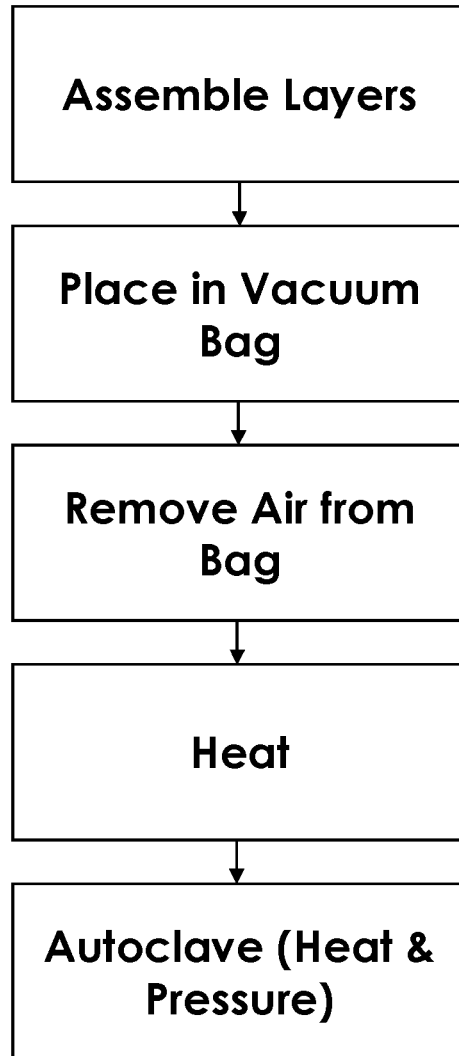 Assemble Layers
Place in Vacuum
Bag
Remove Air from
Bag
Heat
Autoclave (Heat &
Pressure)